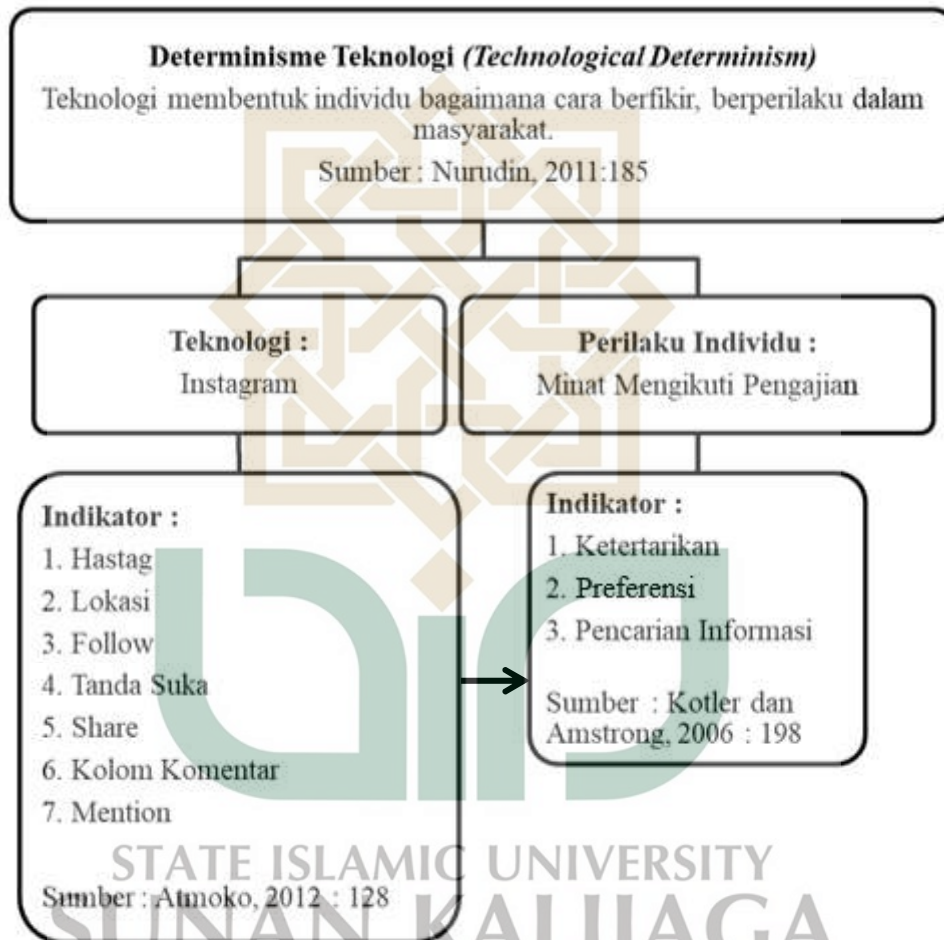 Determinisme Teknologi (Technological Determinism)
Teknologi membentuk individu bagaimana cara berfikir, berperilaku dalam
masyarakat.
Sumber : Nurudin, 2011:185
Teknologi :
Instagram
Perilaku Individu :
Minat Mengikuti Pengajian
Indikator :
1. Hastag
2. Lokasi
3. Follow
4. Tanda Suka
5. Share
6. Kolom Komentar
7. Mention
Sumber : Atmoko, 2012 : 128
Indikator :
1. Ketertarikan
2. Preferensi
3. Pencarian Informasi
Sumber : Kotler dan
Amstrong, 2006 : 198
STATE ISLAMIC UNIVERSITY
SUNAN KALIJAGA